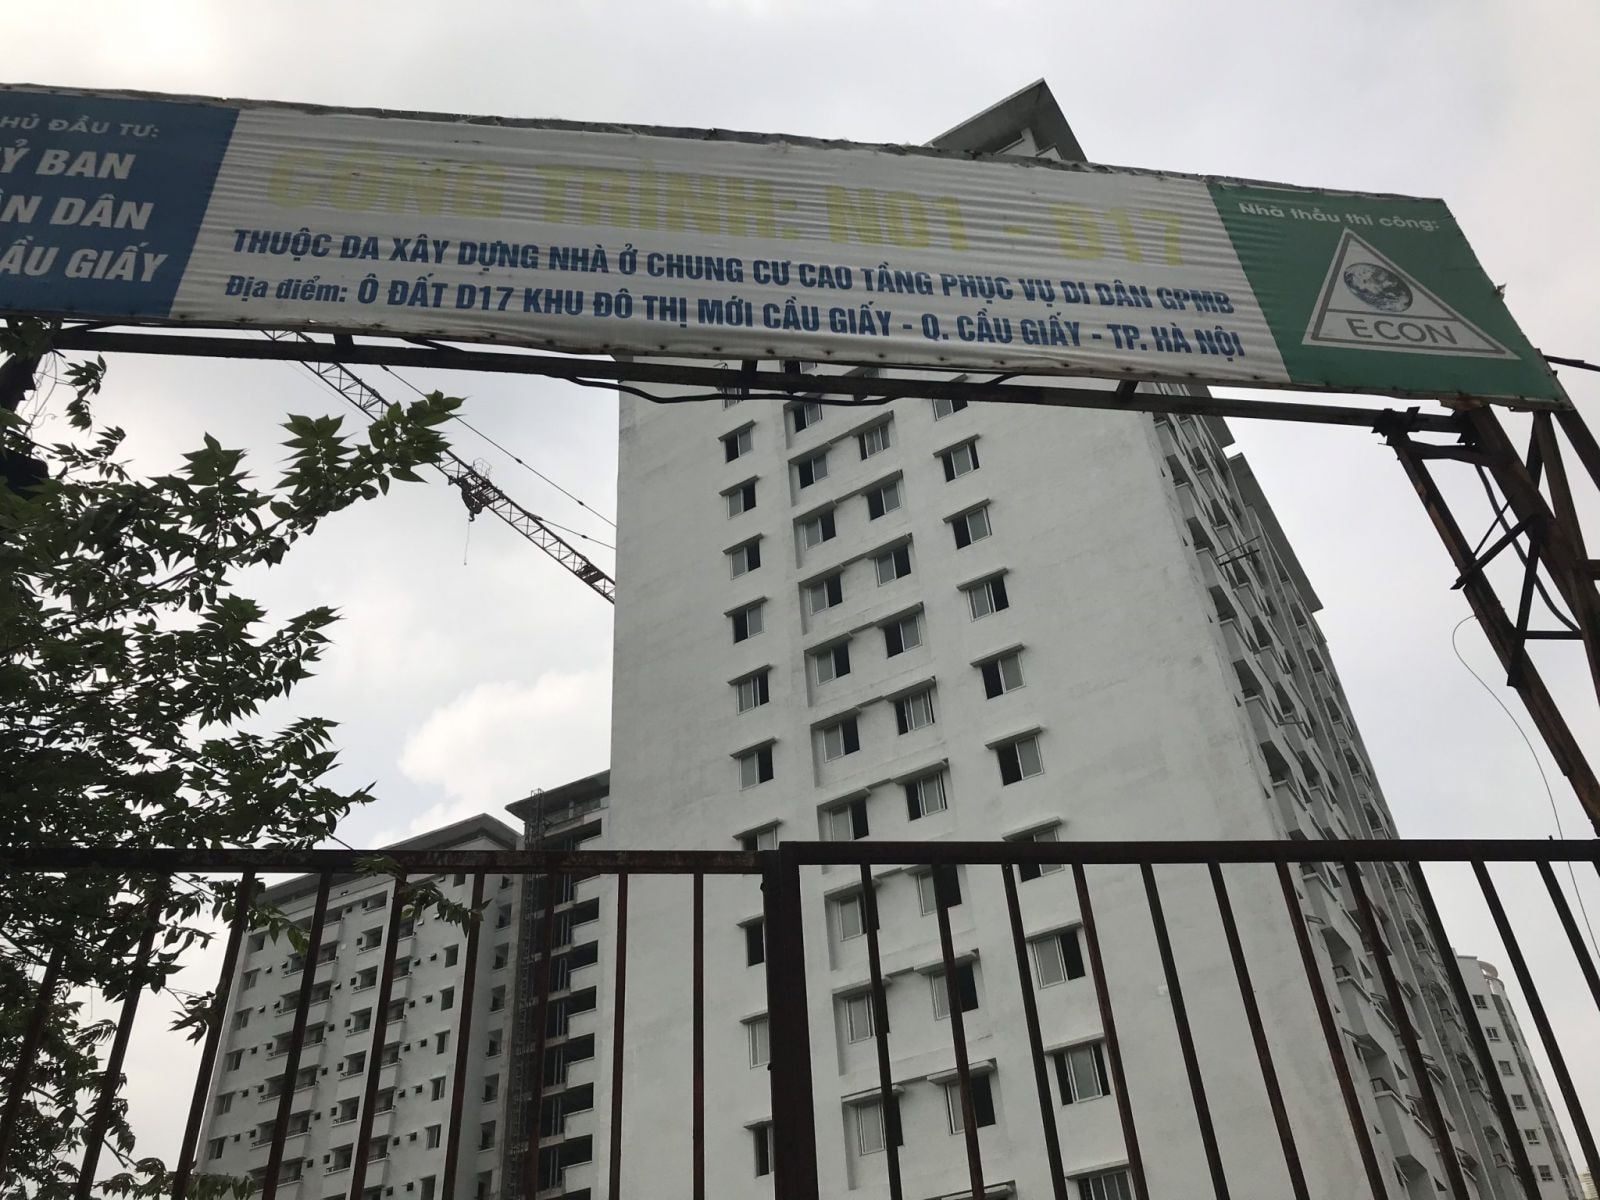 HỦ ĐẦU TƯ:
Ỷ BAN
ÂN DÂN
ẦU GIẤY
CÔNG TRÌNH: NO1 - D17
THUỘC DA XÂY DỰNG NHÀ Ở CHUNG CƯ CAO TẦNG PHỤC VỤ DI DÂN GPMB
Địa điểm: Ô ĐẤT D17 KHU ĐÔ THỊ MỚI CẦU GIẤY - Q. CẦU GIẤY - TP. HÀ NỘI
Nhà thầu thi công:
ECON